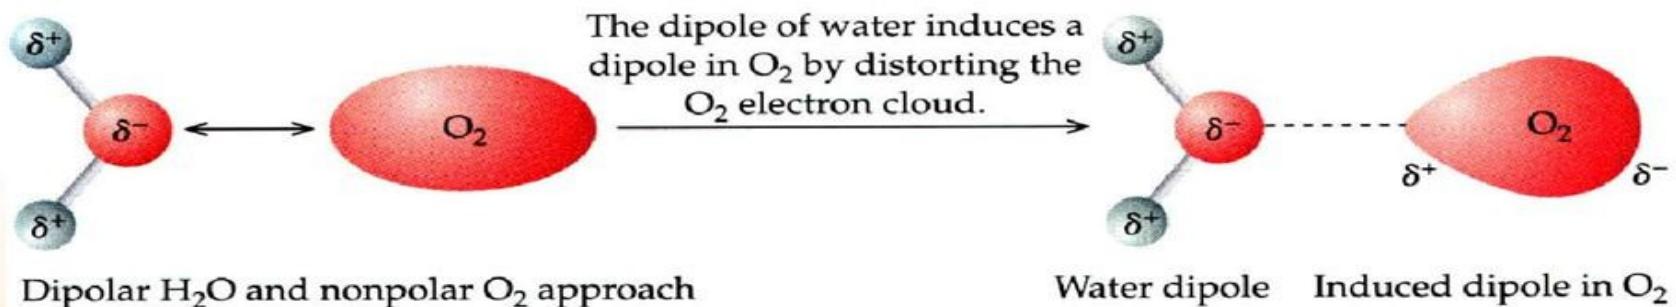 δ+
δ−
δ+
O₂
The dipole of water induces a
dipole in O₂ by distorting the
O₂ electron cloud.
δ+
δ−
δ+
O₂
δ+
δ−
Dipolar H₂O and nonpolar O₂ approach
Water dipole
Induced dipole in O₂